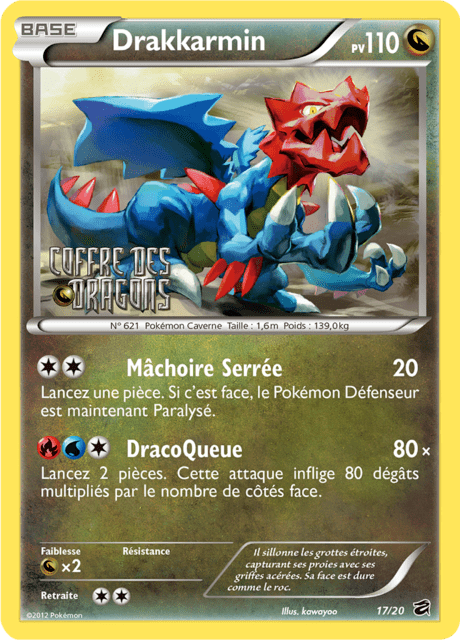 BASE
Drakkarmin
PV110
COFFRE DES
DRAGONS
N° 621 Pokémon Caverne Taille : 1,6m Poids : 139,0kg
Mâchoire Serrée 20
Lancez une pièce. Si c'est face, le Pokémon Défenseur
est maintenant Paralysé.
DracoQueue 80×
Lancez 2 pièces. Cette attaque inflige 80 dégâts
multipliés par le nombre de côtés face.
Faiblesse Résistance
×2
Retraite
Il sillonne les grottes étroites,
capturant ses proies avec ses
griffes acérées. Sa face est dure
comme le roc.
©2012 Pokémon
Illus. kawayoo
17/20